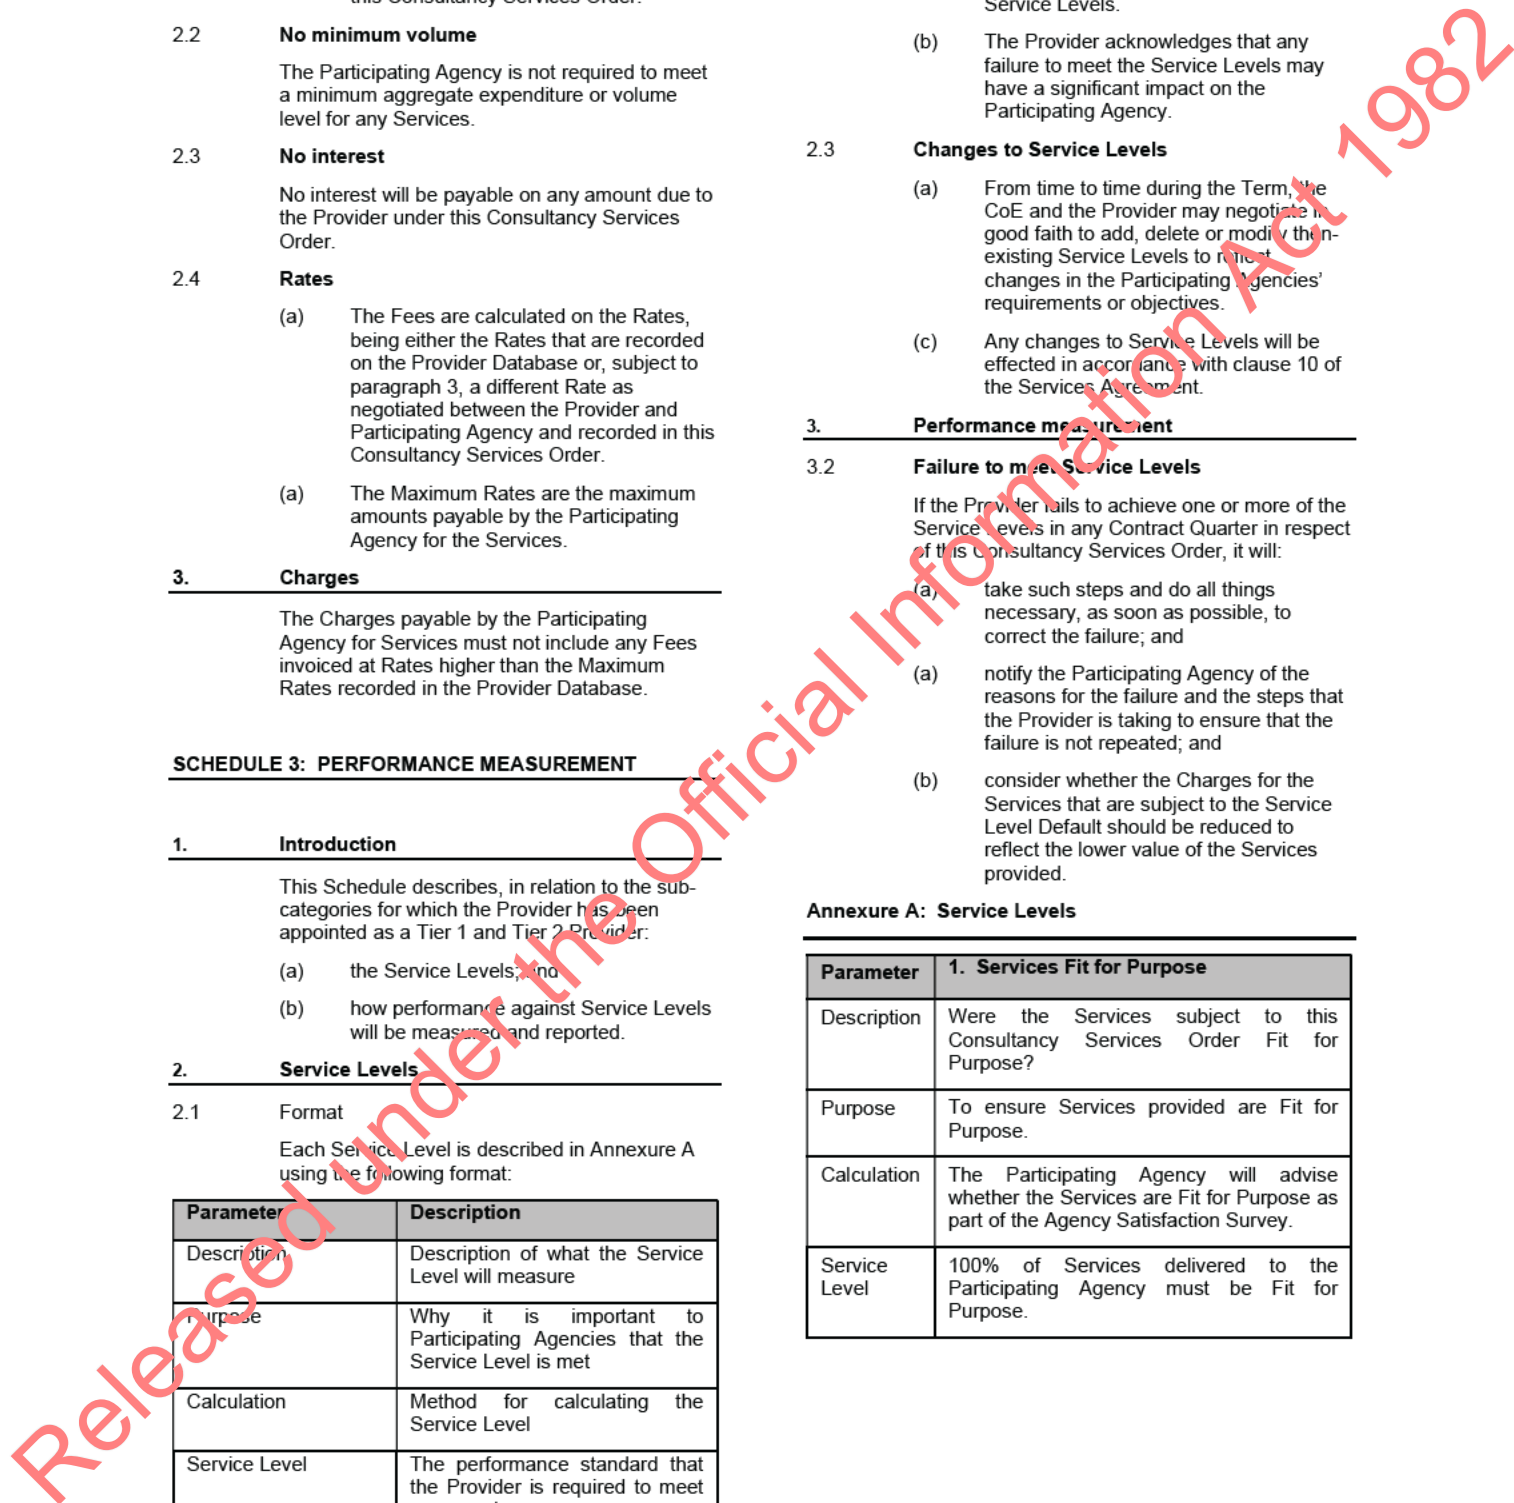 this Consultancy Services Order.
2.2 No minimum volume
The Participating Agency is not required to meet
a minimum aggregate expenditure or volume
level for any Services.
2.3 No interest
No interest will be payable on any amount due to
the Provider under this Consultancy Services
Order.
2.4 Rates
(a) The Fees are calculated on the Rates,
being either the Rates that are recorded
on the Provider Database or, subject to
paragraph 3, a different Rate as
negotiated between the Provider and
Participating Agency and recorded in this
Consultancy Services Order.
(a) The Maximum Rates are the maximum
amounts payable by the Participating
Agency for the Services.
3. Charges
The Charges payable by the Participating
Agency for Services must not include any Fees
invoiced at Rates higher than the Maximum
Rates recorded in the Provider Database.
SCHEDULE 3: PERFORMANCE MEASUREMENT
1. Introduction
This Schedule describes, in relation to the sub-
categories for which the Provider has been
appointed as a Tier 1 and Tier 2 Provider:
(a) the Service Levels; and
(b) how performance against Service Levels
will be measured and reported.
2. Service Levels
2.1 Format
Each Service Level is described in Annexure A
using the following format:
Parameter Description
Description Description of what the Service
Level will measure
Purpose Why it is important to
Participating Agencies that the
Service Level is met
Calculation Method for calculating the
Service Level
Service Level The performance standard that
the Provider is required to meet
Service Levels.
(b) The Provider acknowledges that any
failure to meet the Service Levels may
have a significant impact on the
Participating Agency.
2.3 Changes to Service Levels
(a) From time to time during the Term, the
CoE and the Provider may negotiate in
good faith to add, delete or modify then-
existing Service Levels to reflect
changes in the Participating Agencies’
requirements or objectives.
(c) Any changes to Service Levels will be
effected in accordance with clause 10 of
the Services Agreement.
3. Performance measurement
3.2 Failure to meet Service Levels
If the Provider fails to achieve one or more of the
Service Levels in any Contract Quarter in respect
of this Consultancy Services Order, it will:
(a) take such steps and do all things
necessary, as soon as possible, to
correct the failure; and
(a) notify the Participating Agency of the
reasons for the failure and the steps that
the Provider is taking to ensure that the
failure is not repeated; and
(b) consider whether the Charges for the
Services that are subject to the Service
Level Default should be reduced to
reflect the lower value of the Services
provided.
Annexure A: Service Levels
Parameter 1. Services Fit for Purpose
Description Were the Services subject to this
Consultancy Services Order Fit for
Purpose?
Purpose To ensure Services provided are Fit for
Purpose.
Calculation The Participating Agency will advise
whether the Services are Fit for Purpose as
part of the Agency Satisfaction Survey.
Service 100% of Services delivered to the
Level Participating Agency must be Fit for
Purpose.
Released under the Official Information Act 1982